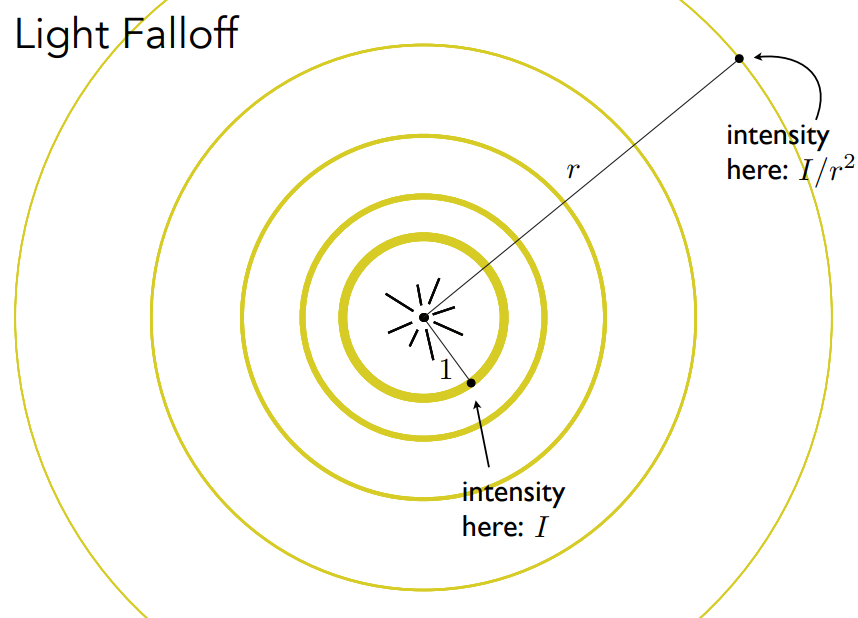 Light Falloff
r
intensity
here: I/r²
1
intensity
here: I